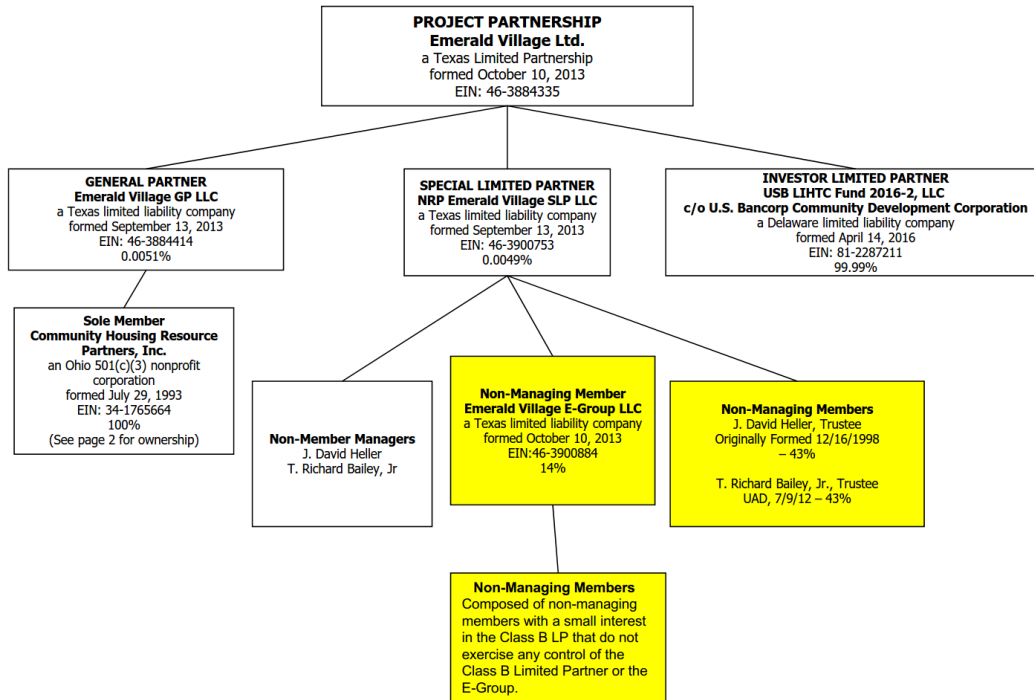 PROJECT PARTNERSHIP
Emerald Village Ltd.
a Texas Limited Partnership
formed October 10, 2013
EIN: 46-3884335
GENERAL PARTNER
Emerald Village GP LLC
a Texas limited liability company
formed September 13, 2013
EIN: 46-3884414
0.0051%
SPECIAL LIMITED PARTNER
NRP Emerald Village SLP LLC
a Texas limited liability company
formed September 13, 2013
EIN: 46-3900753
0.0049%
INVESTOR LIMITED PARTNER
USB LIHTC Fund 2016-2, LLC
c/o U.S. Bancorp Community Development Corporation
a Delaware limited liability company
formed April 14, 2016
EIN: 81-2287211
99.99%
Sole Member
Community Housing Resource
Partners, Inc.
an Ohio 501(c)(3) nonprofit
corporation
formed July 29, 1993
EIN: 34-1765664
100%
(See page 2 for ownership)
Non-Member Managers
J. David Heller
T. Richard Bailey, Jr
Non-Managing Member
Emerald Village E-Group LLC
a Texas limited liability company
formed October 10, 2013
EIN:46-3900884
14%
Non-Managing Members
J. David Heller, Trustee
Originally Formed 12/16/1998
– 43%
T. Richard Bailey, Jr., Trustee
UAD, 7/9/12 – 43%
Non-Managing Members
Composed of non-managing
members with a small interest
in the Class B LP that do not
exercise any control of the
Class B Limited Partner or the
E-Group.